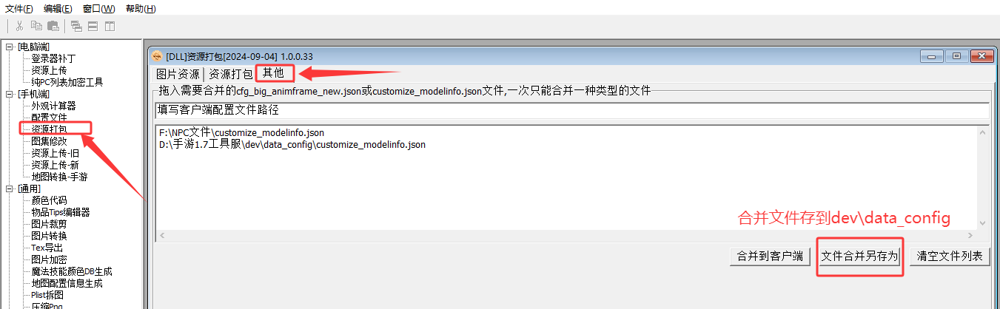 文件(F) 编辑(E) 窗口(W) 帮助(H)
[电脑端]
登录器补丁
资源上传
纯PC列表加密工具
[手机端]
外观计算器
配置文件
资源打包
图集修改
资源上传-旧
资源上传-新
地图转换-手游
[通用]
颜色代码
物品Tips编辑器
图片裁剪
图片转换
Tex导出
图片加密
魔法技能颜色DB生成
地图配置信息生成
Plist拆图
压缩Png
[DLL]资源打包[2024-09-04] 1.0.0.33
图片资源 资源打包 其他
拖入需要合并的cfg_big_animframe_new.json或customize_modelinfo.json文件,一次只能合并一种类型的文件
填写客户端配置文件路径
F:\NPC文件\customize_modelinfo.json
D:\手游1.7工具服\dev\data_config\customize_modelinfo.json
合并文件存到dev\data_config
合并到客户端 文件合并另存为 清空文件列表